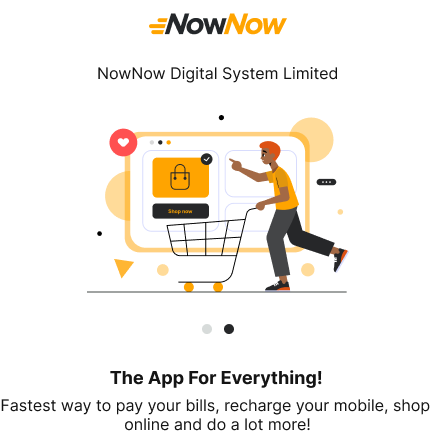 NowNow
NowNow Digital System Limited
Shop now
The App For Everything!
Fastest way to pay your bills, recharge your mobile, shop
online and do a lot more!